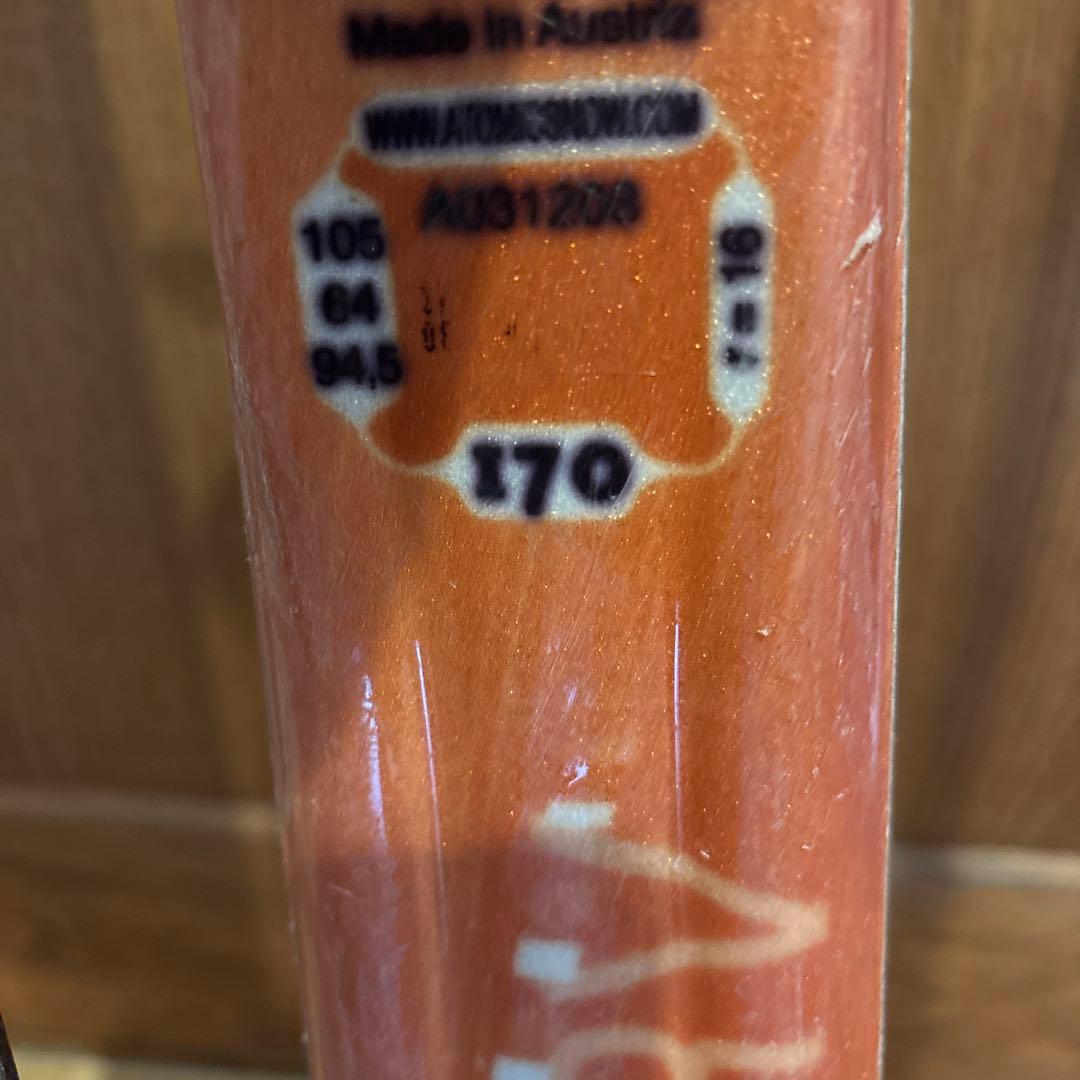 Made in Austria
WWW.ATOMICSNOW.COM
105
64
94,5
r = 16
170